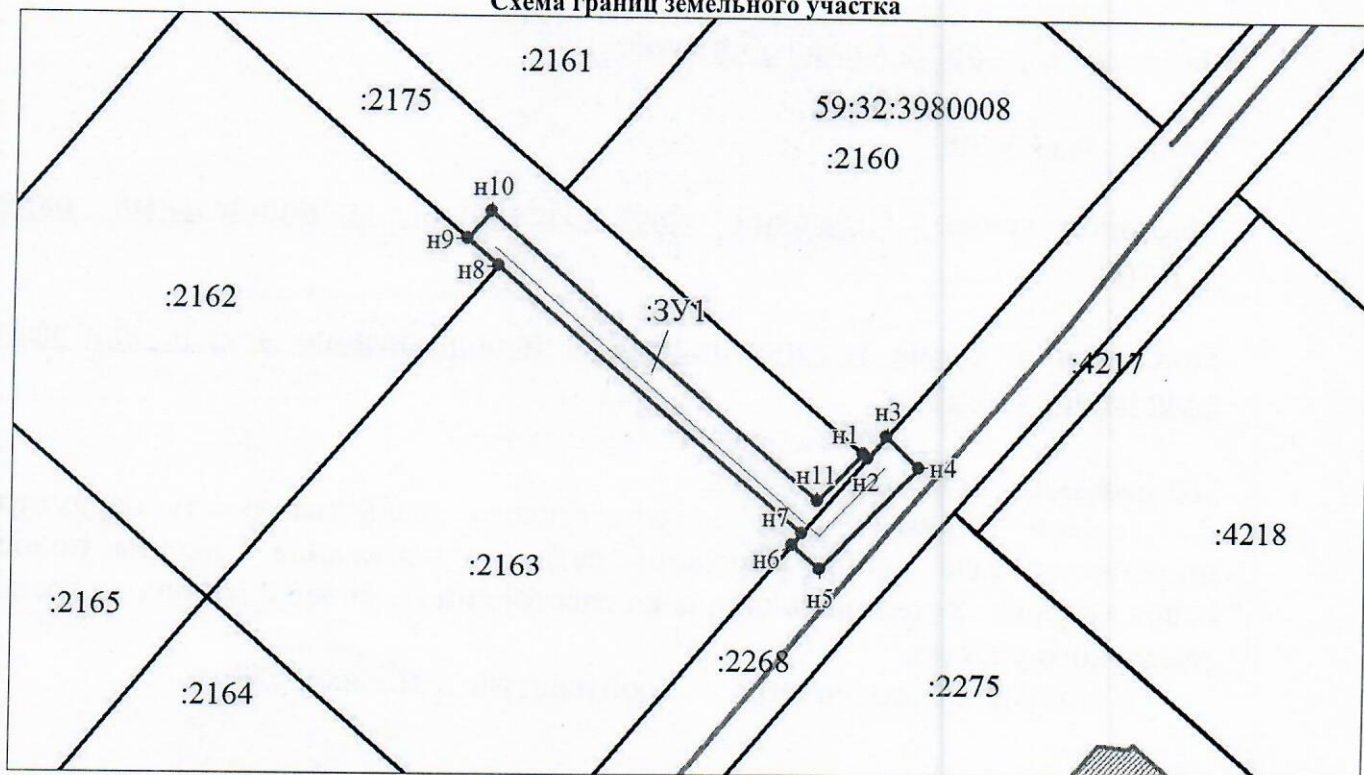 Схема границ земельного участка
:2161
:2175
59:32:3980008
:2160
н10
н9
н8
:2162
:ЗУ1
:4217
н3
н1
н4
н2
н11
н7
н6
:2163
н5
:4218
:2165
:2268
:2164
:2275